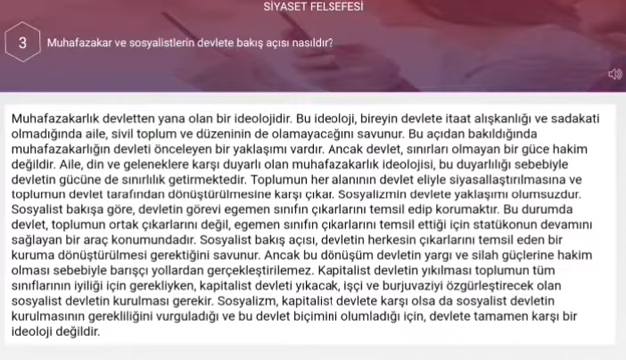 SİYASET FELSEFESİ
3
Muhafazakar ve sosyalistlerin devlete bakış açısı nasıldır?
Muhafazakarlık devletten yana olan bir ideolojidir. Bu ideoloji, bireyin devlete itaat alışkanlığı ve sadakati
olmadığında aile, sivil toplum ve düzeninin de olamayacağını savunur. Bu açıdan bakıldığında
muhafazakarlığın devleti önceleyen bir yaklaşımı vardır. Ancak devlet, sınırları olmayan bir güce hakim
değildir. Aile, din ve geleneklere karşı duyarlı olan muhafazakarlık ideolojisi, bu duyarlılığı sebebiyle
devletin gücüne de sınırlılık getirmektedir. Toplumun her alanının devlet eliyle siyasallaştırılmasına ve
toplumun devlet tarafından dönüştürülmesine karşı çıkar. Sosyalizmin devlete yaklaşımı olumsuzdur.
Sosyalist bakışa göre, devletin görevi egemen sınıfın çıkarlarını temsil edip korumaktır. Bu durumda
devlet, toplumun ortak çıkarlarını değil, egemen sınıfın çıkarlarını temsil ettiği için statükonun devamını
sağlayan bir araç konumundadır. Sosyalist bakış açısı, devletin herkesin çıkarlarını temsil eden bir
kuruma dönüştürülmesi gerektiğini savunur. Ancak bu dönüşüm devletin yargı ve silah güçlerine hakim
olması sebebiyle barışçı yollardan gerçekleştirilemez. Kapitalist devletin yıkılması toplumun tüm
sınıflarının iyiliği için gerekliyken, kapitalist devleti yıkacak, işçi ve burjuvaziyi özgürleştirecek olan
sosyalist devletin kurulması gerekir. Sosyalizm, kapitalist devlete karşı olsa da sosyalist devletin
kurulmasının gerekliliğini vurguladığı ve bu devlet biçimini olumladığı için, devlete tamamen karşı bir
ideoloji değildir.